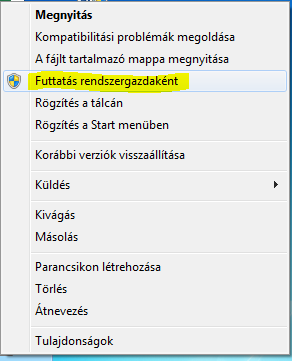 Megnyitás
Kompatibilitási problémák megoldása
A fájlt tartalmazó mappa megnyitása
Futtatás rendszergazdaként
Rögzítés a tálcán
Rögzítés a Start menüben
Korábbi verziók visszaállítása
Küldés
Kivágás
Másolás
Parancsikon létrehozása
Törlés
Átnevezés
Tulajdonságok